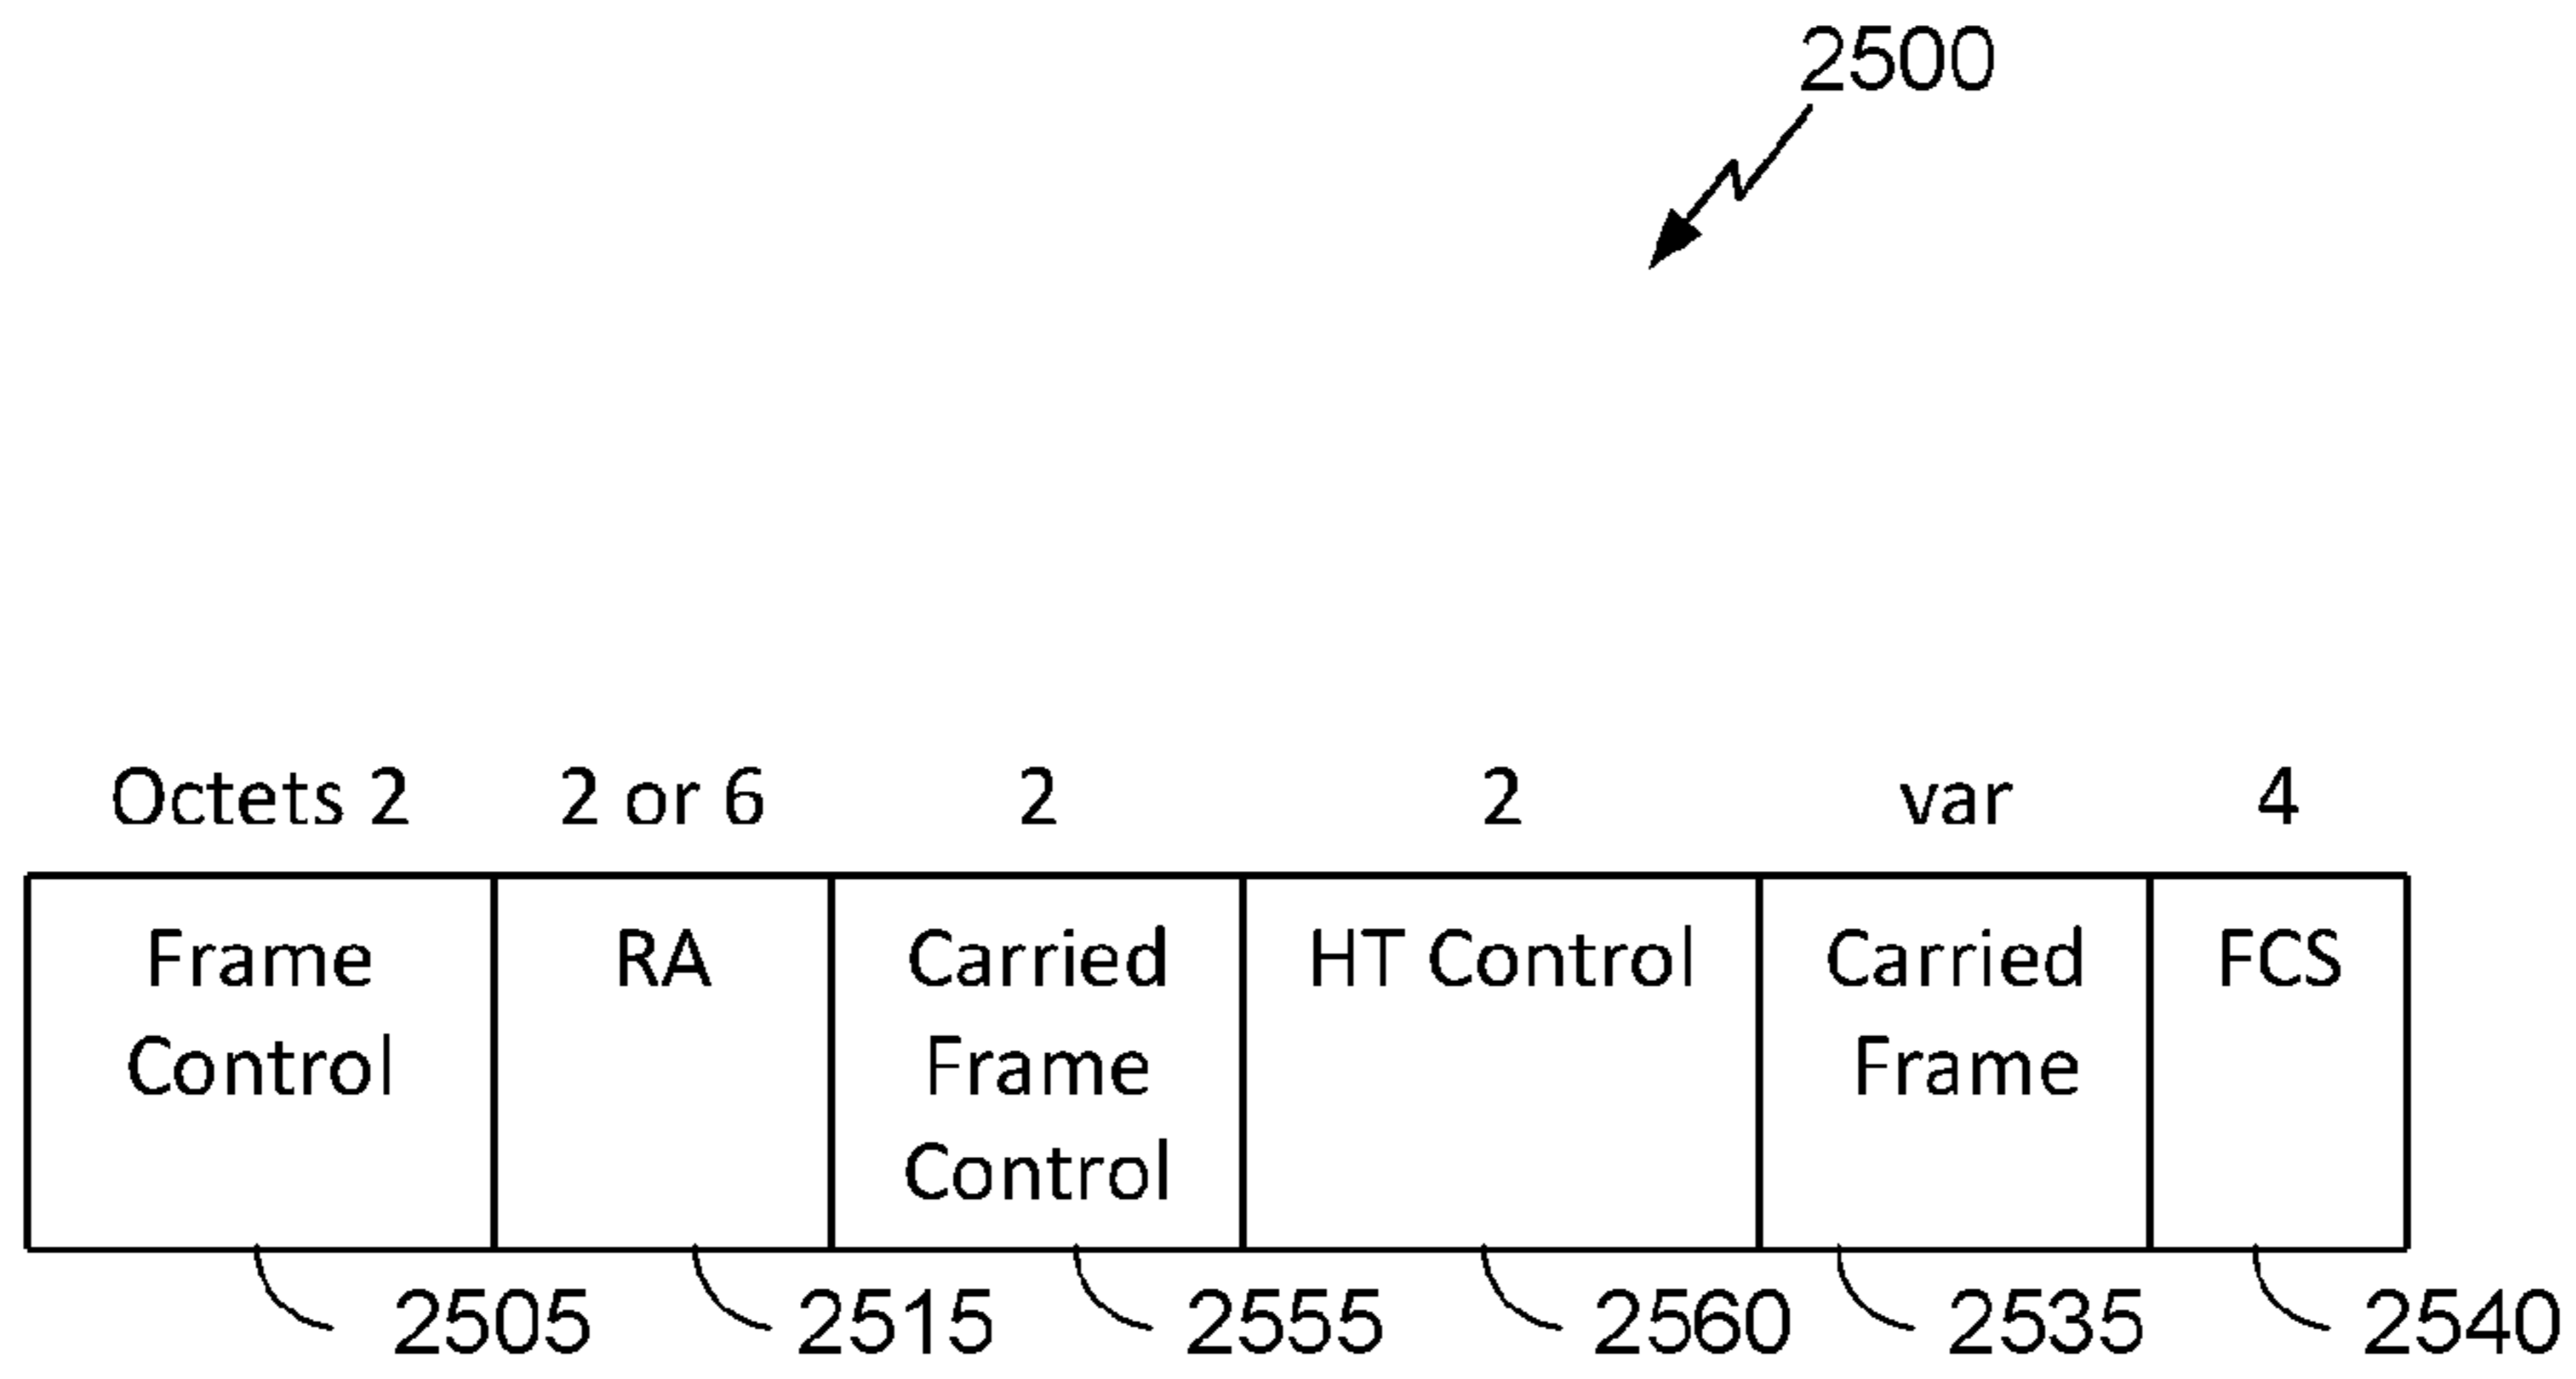 2500
Octets 2 2 or 6 2 2 var 4
Frame RA Carried HT Control Carried FCS
Control Frame Frame
Control
2505 2515 2555 2560 2535 2540